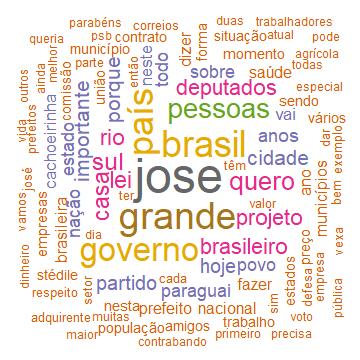 parabéns
duas
correios
trabalhadores
queria
psb
contrato
situação
atual
pode
município
dizer
forma
agrícola
melhorar
parte
então
neste
todo
momento
todas
outros
ainda
comissão
união
porque
sobre
saúde
especial
deputados
sendo
vários
prefeitos
cachoeirinha
estado
importante
país
pessoas
vai
vida
rio
brasil
anos
dar
bem
exemplo
josé
nação
sul
lei
cidade
municípios
casa
jose
têm
quero
ano
vamos
empresas
brasileira
ter
valor
dia
grande
projeto
preço
vexa
dinheiro
stédile
governo
brasileiro
hoje
povo
estados
defesa
empresa
respeito
setor
partido
cada
paraguai
fazer
sim
pública
adquirente
muitas
nesta
prefeito
nacional
voto
maior
população
amigos
trabalho
primeiro
precisa
contrabando